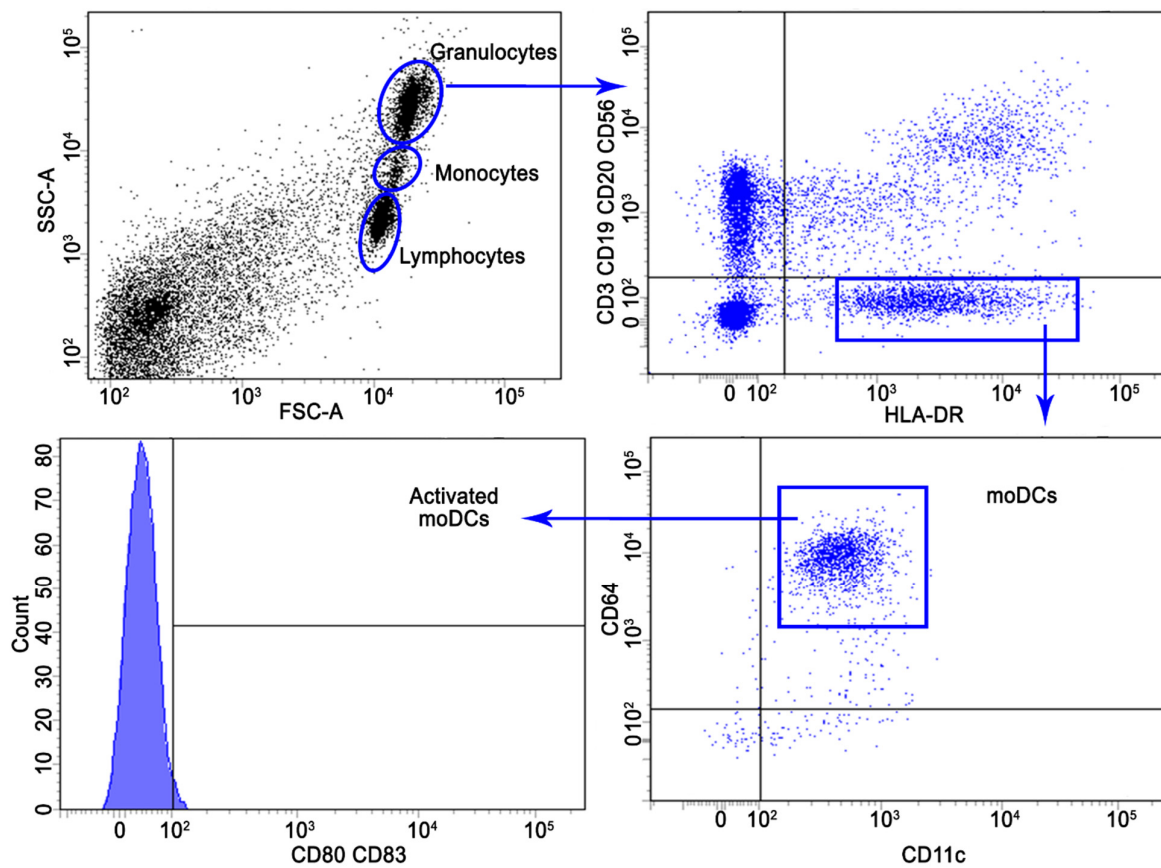 10⁵
10⁴
10³
10²
SSC-A
Granulocytes
Monocytes
Lymphocytes
10² 10³ 10⁴ 10⁵
FSC-A
10⁵
10⁴
10³
10²
0
CD3 CD19 CD20 CD56
0 10² 10³ 10⁴ 10⁵
HLA-DR
80
70
60
50
40
30
20
10
0
Count
Activated
moDCs
0 10² 10³ 10⁴ 10⁵
CD80 CD83
10⁵
10⁴
10³
10²
0
CD64
moDCs
0 10² 10³ 10⁴ 10⁵
CD11c